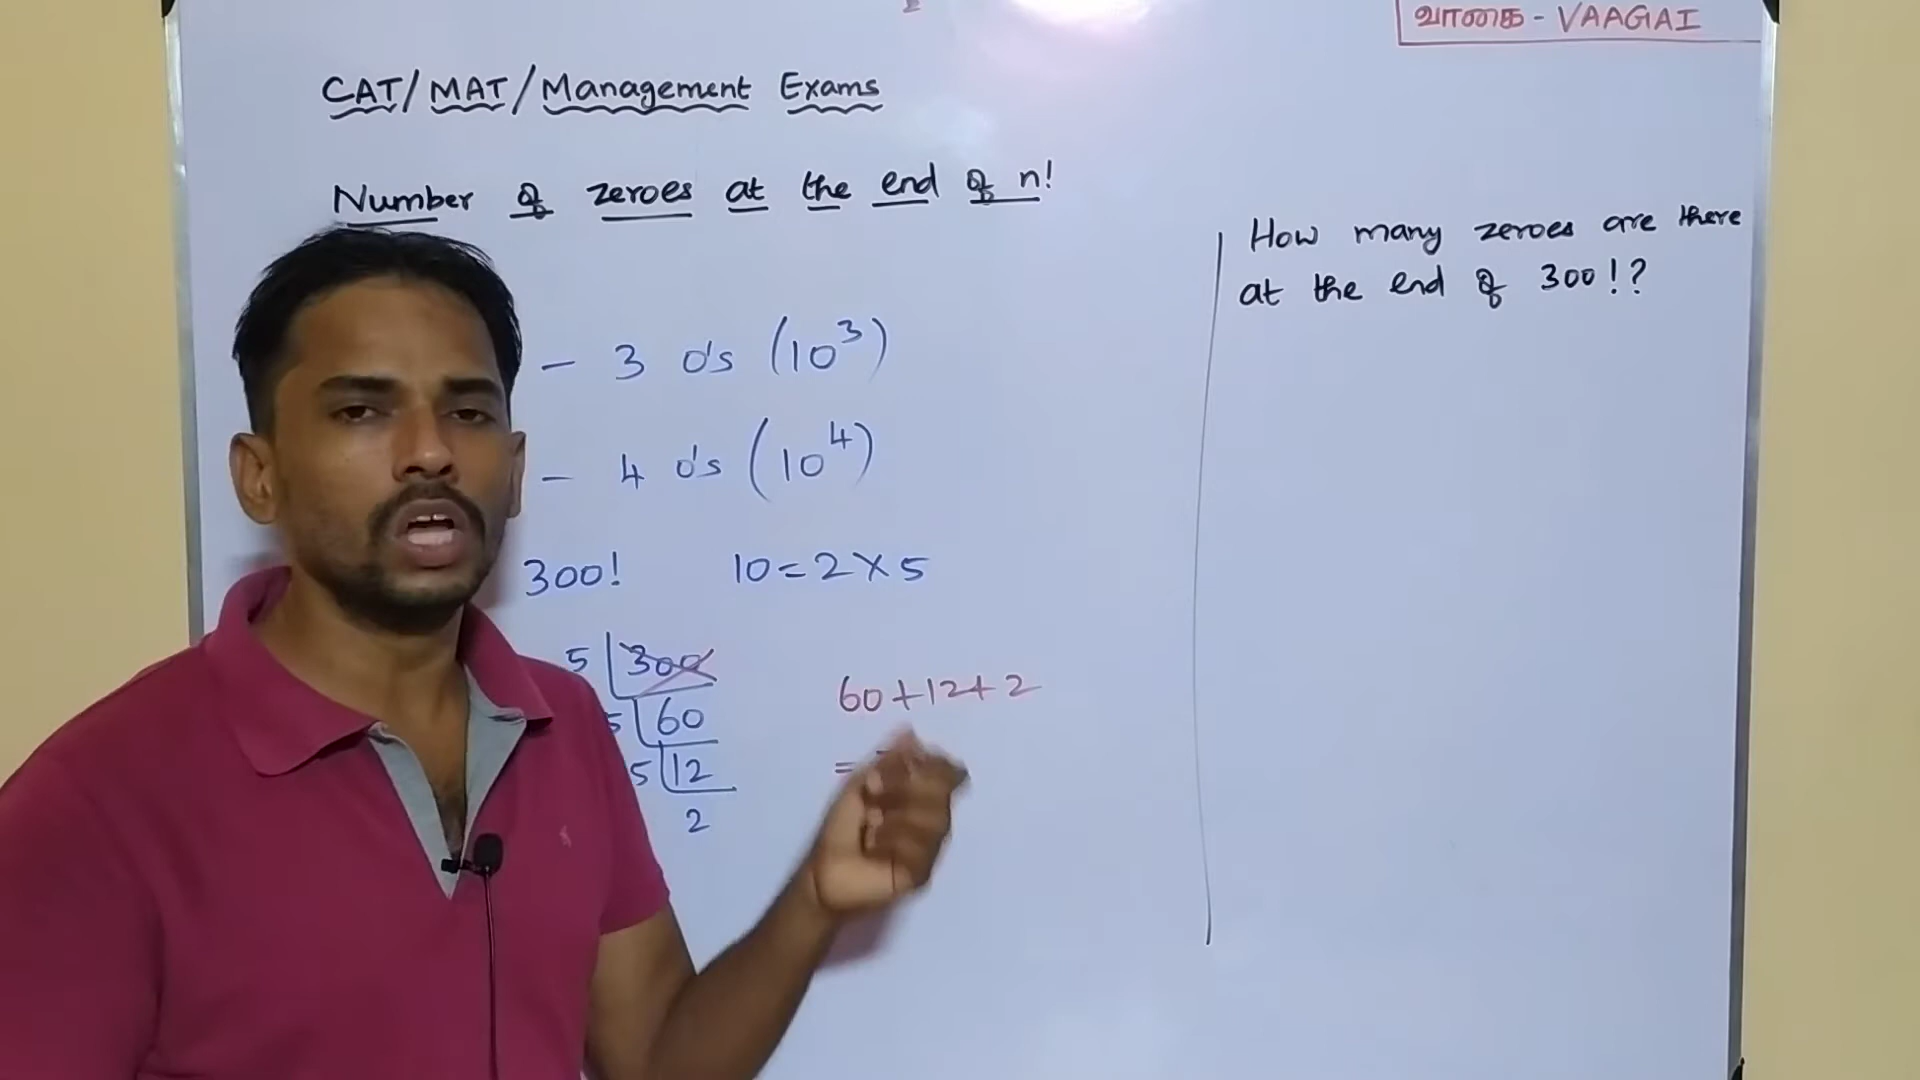 வாகை - VAAGAI
CAT/MAT/Management Exams
Number of zeroes at the end of n!
- 3 0's (10³)
- 4 0's (10⁴)
300! 10=2×5
5 300
5 60
5 12
2
60+12+2
=
How many zeroes are there
at the end of 300!?